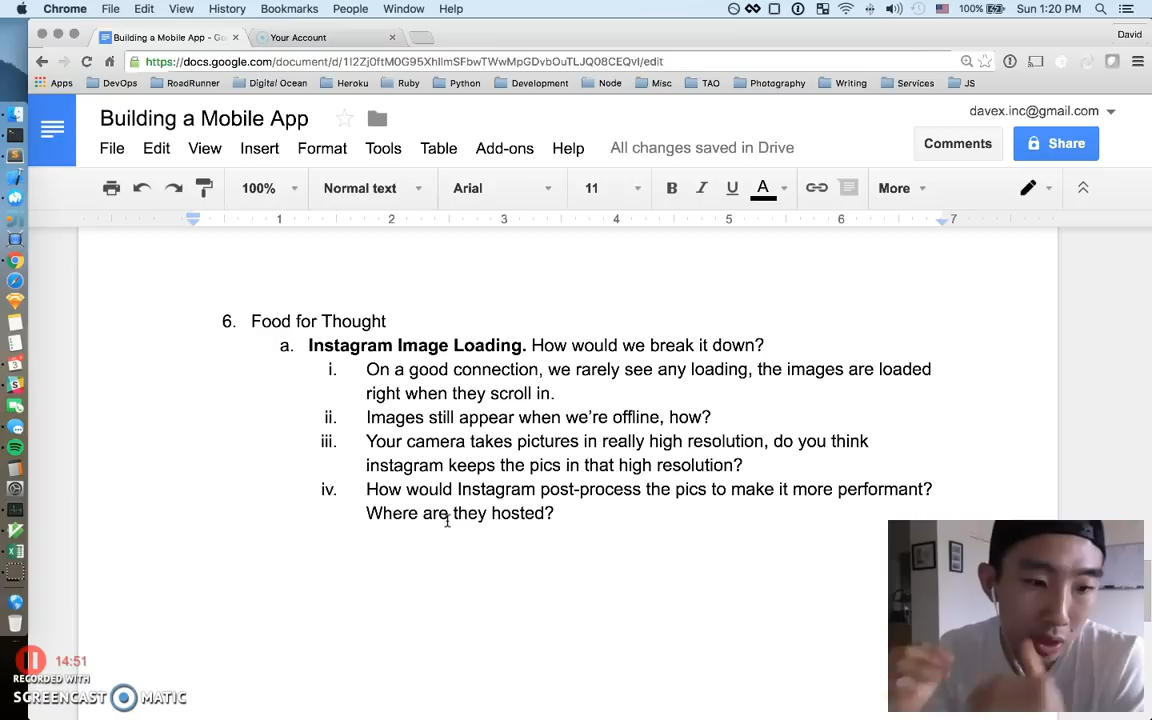 Chrome File Edit View History Bookmarks People Window Help 100% Sun 1:20 PM
Building a Mobile App - Go Your Account David
https://docs.google.com/document/d/1I2Zj0ftM0G95XhIlmSFbwTWwMpGDvbOuTLJQ08CEQvI/edit
Apps DevOps RoadRunner Digital Ocean Heroku Ruby Python Development Node Misc TAO Photography Writing Services JS
Building a Mobile App davex.inc@gmail.com
File Edit View Insert Format Tools Table Add-ons Help All changes saved in Drive Comments Share
100% Normal text Arial 11 B I U A More
1 2 3 4 5 6 7
6. Food for Thought
a. Instagram Image Loading. How would we break it down?
i. On a good connection, we rarely see any loading, the images are loaded
right when they scroll in.
ii. Images still appear when we're offline, how?
iii. Your camera takes pictures in really high resolution, do you think
instagram keeps the pics in that high resolution?
iv. How would Instagram post-process the pics to make it more performant?
Where are they hosted?
14:51
RECORDED WITH
SCREENCAST MATIC